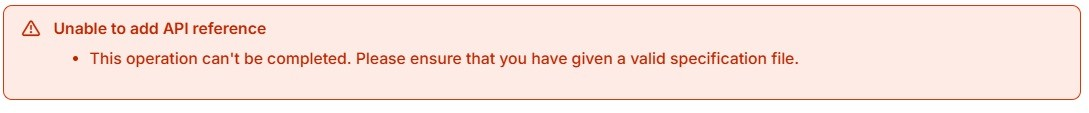 Unable to add API reference
• This operation can't be completed. Please ensure that you have given a valid specification file.